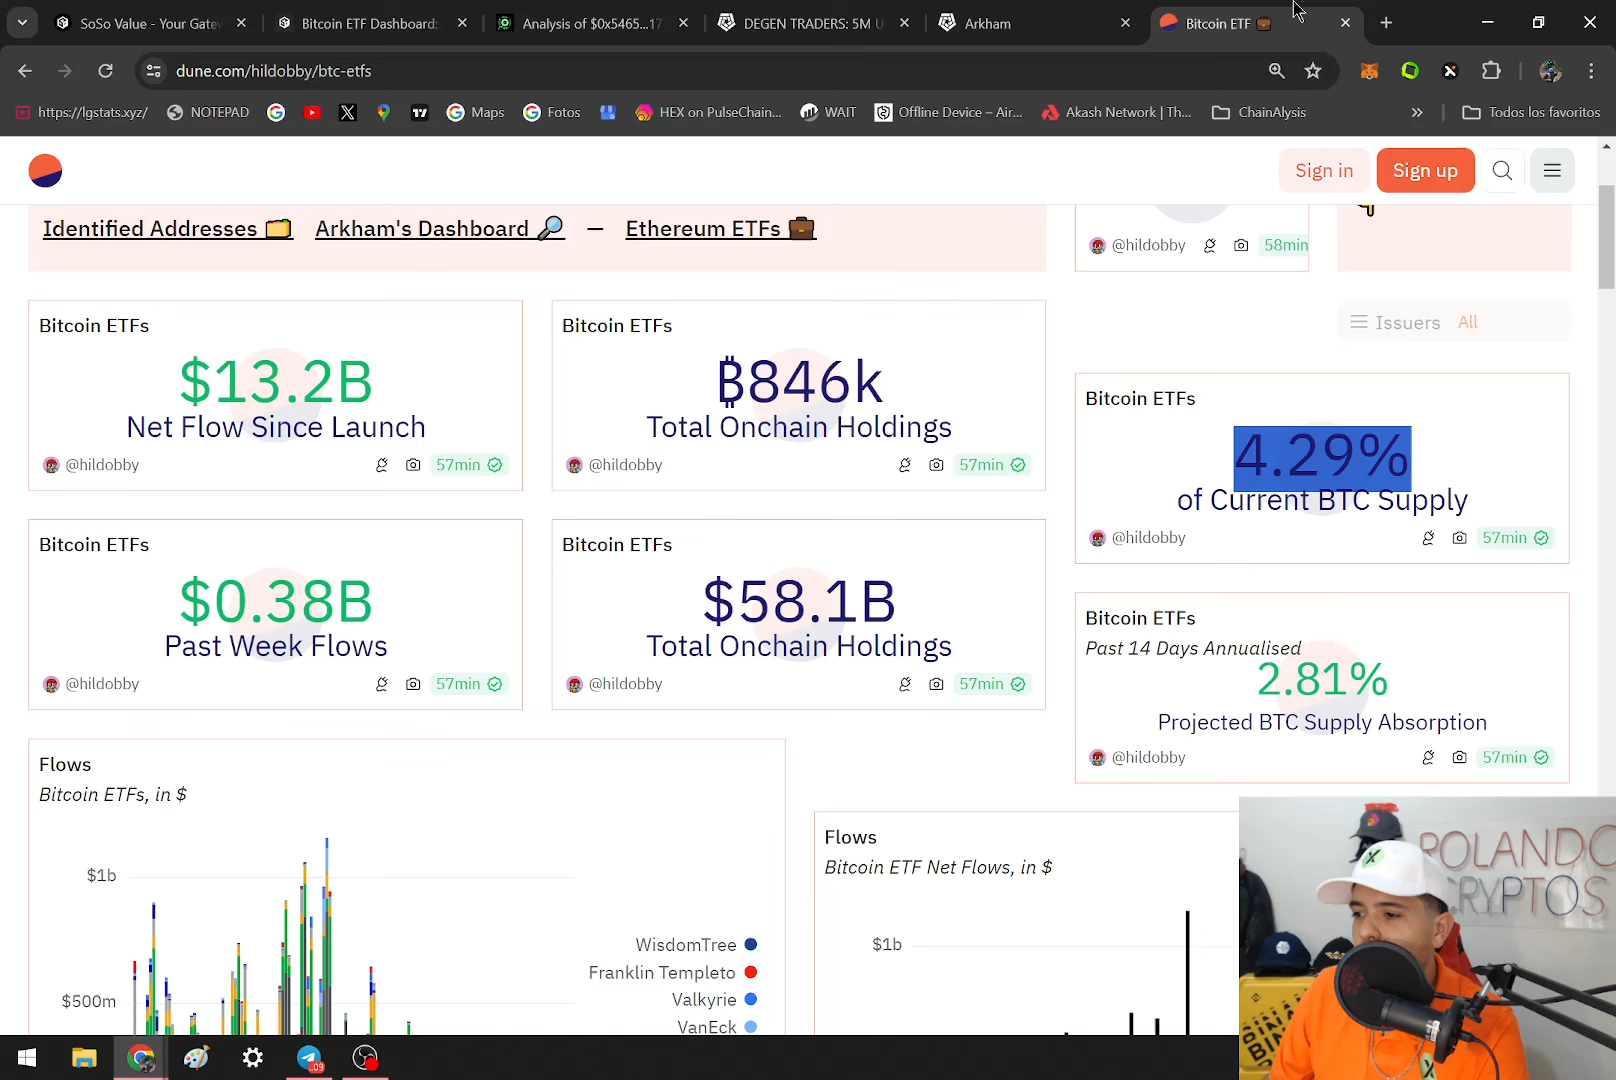 SoSo Value - Your Gate
Bitcoin ETF Dashboard:
Analysis of $0x5465...17
DEGEN TRADERS: 5M U
Arkham
Bitcoin ETF
dune.com/hildobby/btc-etfs
https://lgstats.xyz/
NOTEPAD
Maps
Fotos
HEX on PulseChain...
WAIT
Offline Device – Air...
Akash Network | Th...
ChainAlysis
»
Todos los favoritos
Sign in
Sign up
Identified Addresses
Arkham's Dashboard
—
Ethereum ETFs
@hildobby
58min
Issuers All
Bitcoin ETFs
$13.2B
Net Flow Since Launch
@hildobby
57min
Bitcoin ETFs
₿846k
Total Onchain Holdings
@hildobby
57min
Bitcoin ETFs
4.29%
of Current BTC Supply
@hildobby
57min
Bitcoin ETFs
$0.38B
Past Week Flows
@hildobby
57min
Bitcoin ETFs
$58.1B
Total Onchain Holdings
@hildobby
57min
Bitcoin ETFs
Past 14 Days Annualised
2.81%
Projected BTC Supply Absorption
@hildobby
57min
Flows
Bitcoin ETFs, in $
$1b
$500m
WisdomTree
Franklin Templeto
Valkyrie
VanEck
Flows
Bitcoin ETF Net Flows, in $
$1b
ROLANDO
CRYPTOS